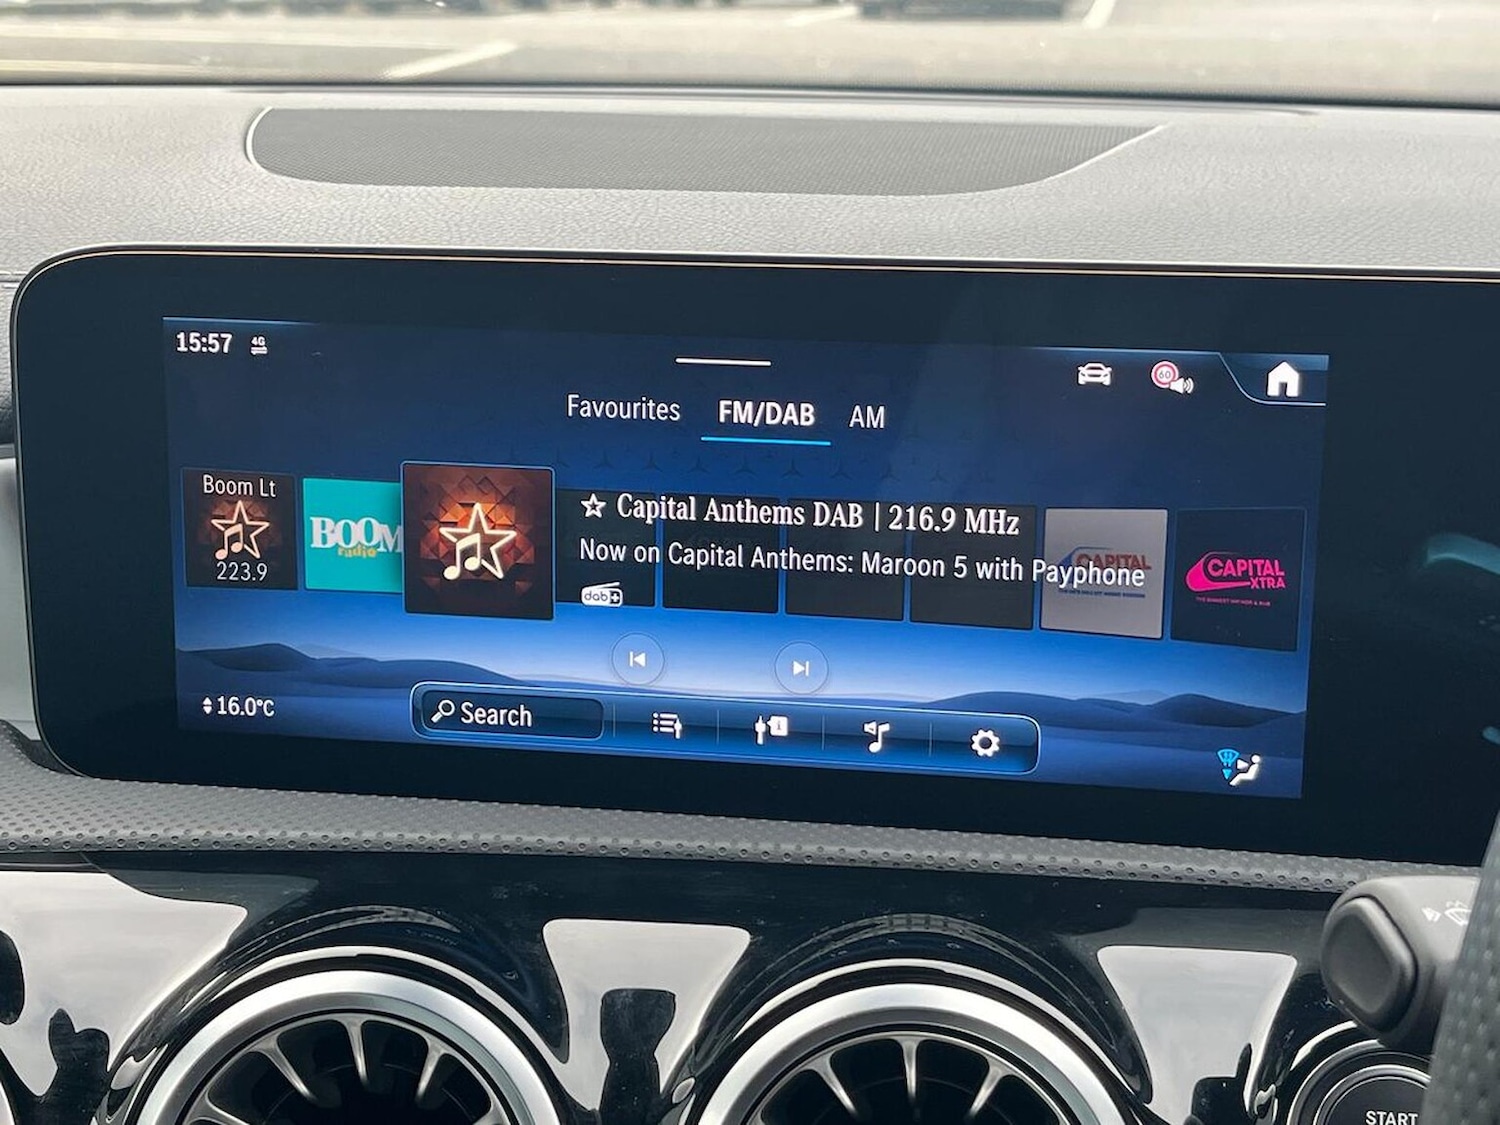 15:57 4G
60
Favourites FM/DAB AM
Boom Lt
223.9
BOOM
radio
☆ Capital Anthems DAB | 216.9 MHz
Now on Capital Anthems: Maroon 5 with Payphone
dab+
CAPITAL
CAPITAL
XTRA
16.0°C
Search
START